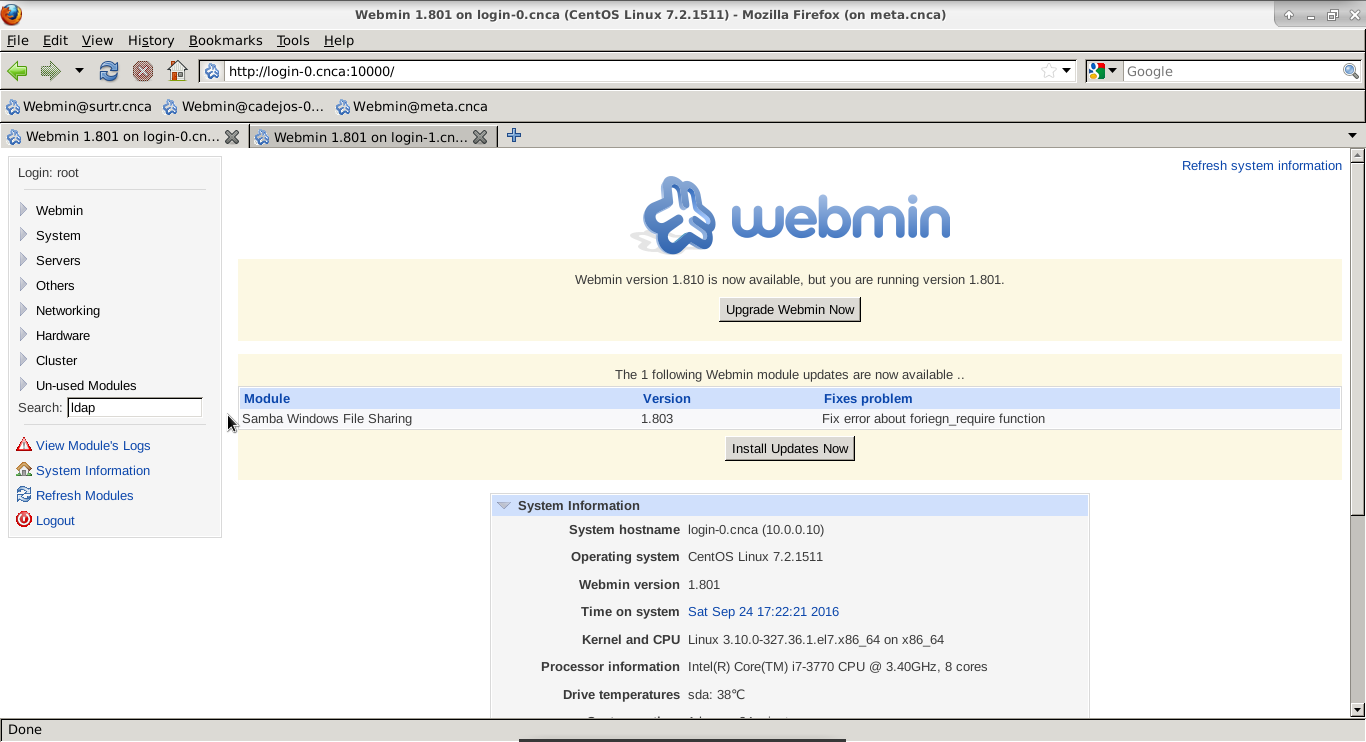 Webmin 1.801 on login-0.cnca (CentOS Linux 7.2.1511) - Mozilla Firefox (on meta.cnca)
File Edit View History Bookmarks Tools Help
http://login-0.cnca:10000/
Google
Webmin@surtr.cnca Webmin@cadejos-0... Webmin@meta.cnca
Webmin 1.801 on login-0.cn... Webmin 1.801 on login-1.cn...
Login: root
Webmin
System
Servers
Others
Networking
Hardware
Cluster
Un-used Modules
Search: ldap
View Module's Logs
System Information
Refresh Modules
Logout
Refresh system information
webmin
Webmin version 1.810 is now available, but you are running version 1.801.
Upgrade Webmin Now
The 1 following Webmin module updates are now available ..
Module Version Fixes problem
Samba Windows File Sharing 1.803 Fix error about foriegn_require function
Install Updates Now
System Information
System hostname login-0.cnca (10.0.0.10)
Operating system CentOS Linux 7.2.1511
Webmin version 1.801
Time on system Sat Sep 24 17:22:21 2016
Kernel and CPU Linux 3.10.0-327.36.1.el7.x86_64 on x86_64
Processor information Intel(R) Core(TM) i7-3770 CPU @ 3.40GHz, 8 cores
Drive temperatures sda: 38℃
Done